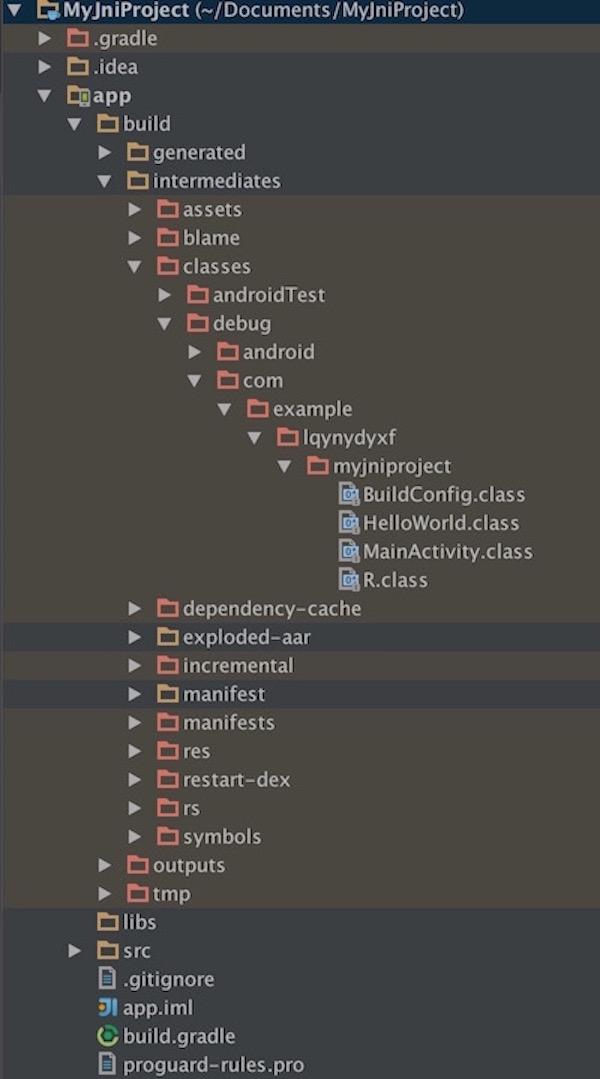 MyJniProject (~/Documents/MyJniProject)
.gradle
.idea
app
build
generated
intermediates
assets
blame
classes
androidTest
debug
android
com
example
lqynydyxf
myjniproject
BuildConfig.class
HelloWorld.class
MainActivity.class
R.class
dependency-cache
exploded-aar
incremental
manifest
manifests
res
restart-dex
rs
symbols
outputs
tmp
libs
src
.gitignore
app.iml
build.gradle
proguard-rules.pro